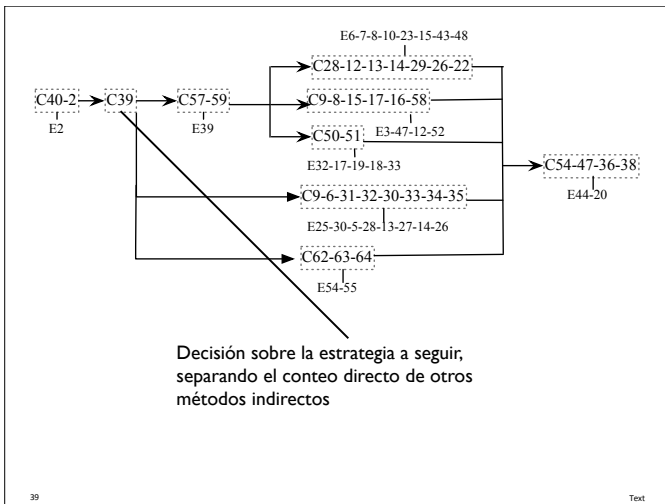 E6-7-8-10-23-15-43-48
C28-12-13-14-29-26-22
C40-2
C39
C57-59
C9-8-15-17-16-58
E2
E39
E3-47-12-52
C50-51
E32-17-19-18-33
C54-47-36-38
E44-20
C9-6-31-32-30-33-34-35
E25-30-5-28-13-27-14-26
C62-63-64
E54-55
Decisión sobre la estrategia a seguir,
separando el conteo directo de otros
métodos indirectos
39
Text